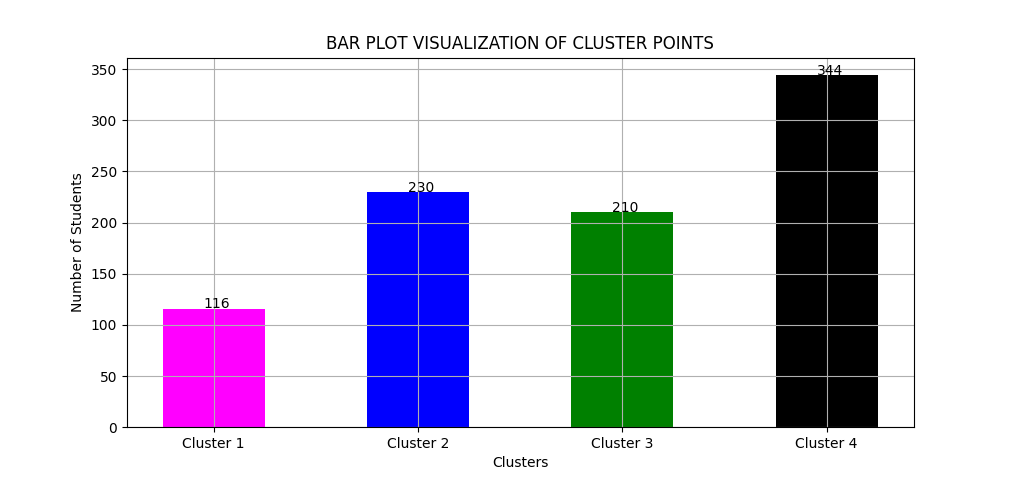 BAR PLOT VISUALIZATION OF CLUSTER POINTS
350
300
250
200
150
100
50
0
Number of Students
116
230
210
344
Cluster 1
Cluster 2
Cluster 3
Cluster 4
Clusters